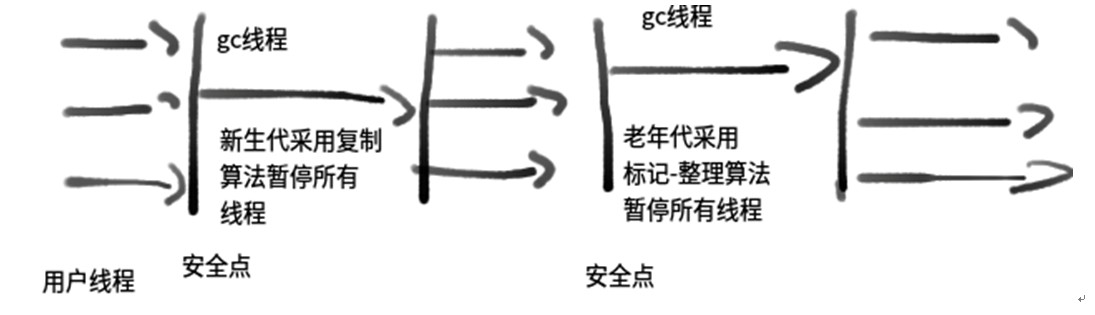 gc线程
新生代采用复制
算法暂停所有
线程
安全点
用户线程
gc线程
老年代采用
标记-整理算法
暂停所有线程
安全点